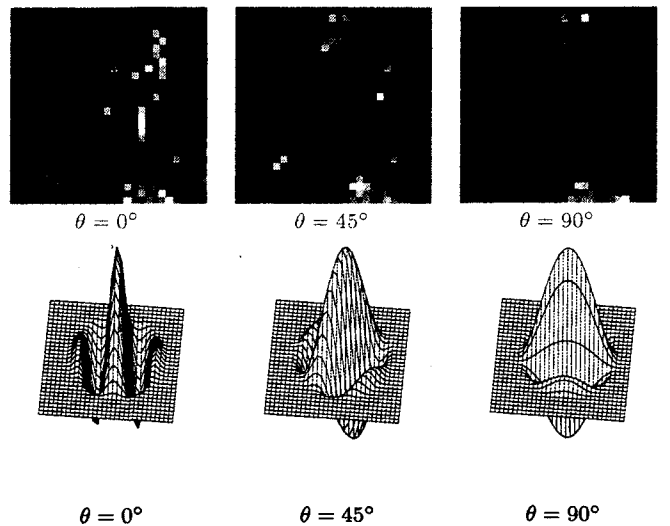 θ = 0° θ = 45° θ = 90°
θ = 0° θ = 45° θ = 90°